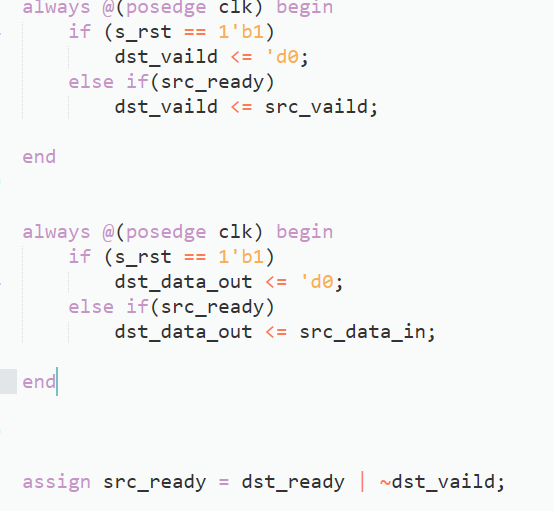 always @(posedge clk) begin
if (s_rst == 1'b1)
dst_vaild <= 'd0;
else if(src_ready)
dst_vaild <= src_vaild;
end
always @(posedge clk) begin
if (s_rst == 1'b1)
dst_data_out <= 'd0;
else if(src_ready)
dst_data_out <= src_data_in;
end
assign src_ready = dst_ready | ~dst_vaild;